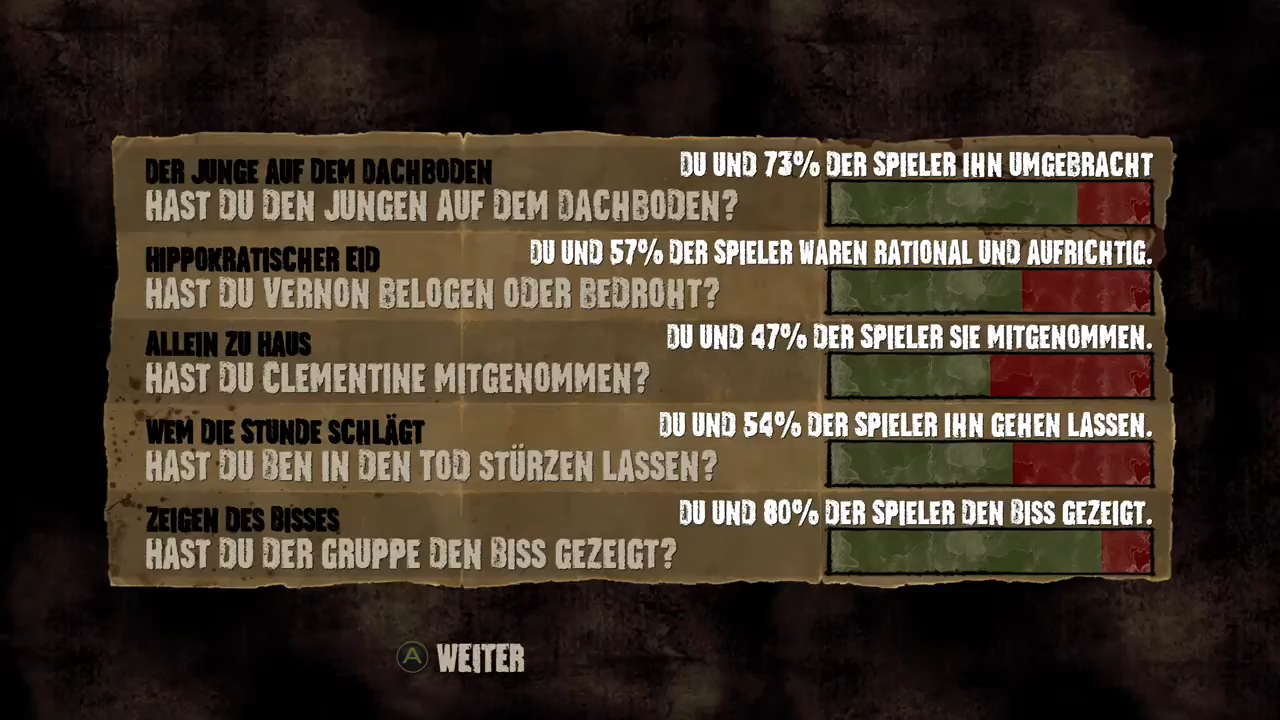 DER JUNGE AUF DEM DACHBODEN
DU UND 73% DER SPIELER IHN UMGEBRACHT
HAST DU DEN JUNGEN AUF DEM DACHBODEN?
HIPPOKRATISCHER EID
DU UND 57% DER SPIELER WAREN RATIONAL UND AUFRICHTIG.
HAST DU VERNON BELOGEN ODER BEDROHT?
ALLEIN ZU HAUS
DU UND 47% DER SPIELER SIE MITGENOMMEN.
HAST DU CLEMENTINE MITGENOMMEN?
WEM DIE STUNDE SCHLÄGT
DU UND 54% DER SPIELER IHN GEHEN LASSEN.
HAST DU BEN IN DEN TOD STÜRZEN LASSEN?
ZEIGEN DES BISSES
DU UND 80% DER SPIELER DEN BISS GEZEIGT.
HAST DU DER GRUPPE DEN BISS GEZEIGT?
A WEITER